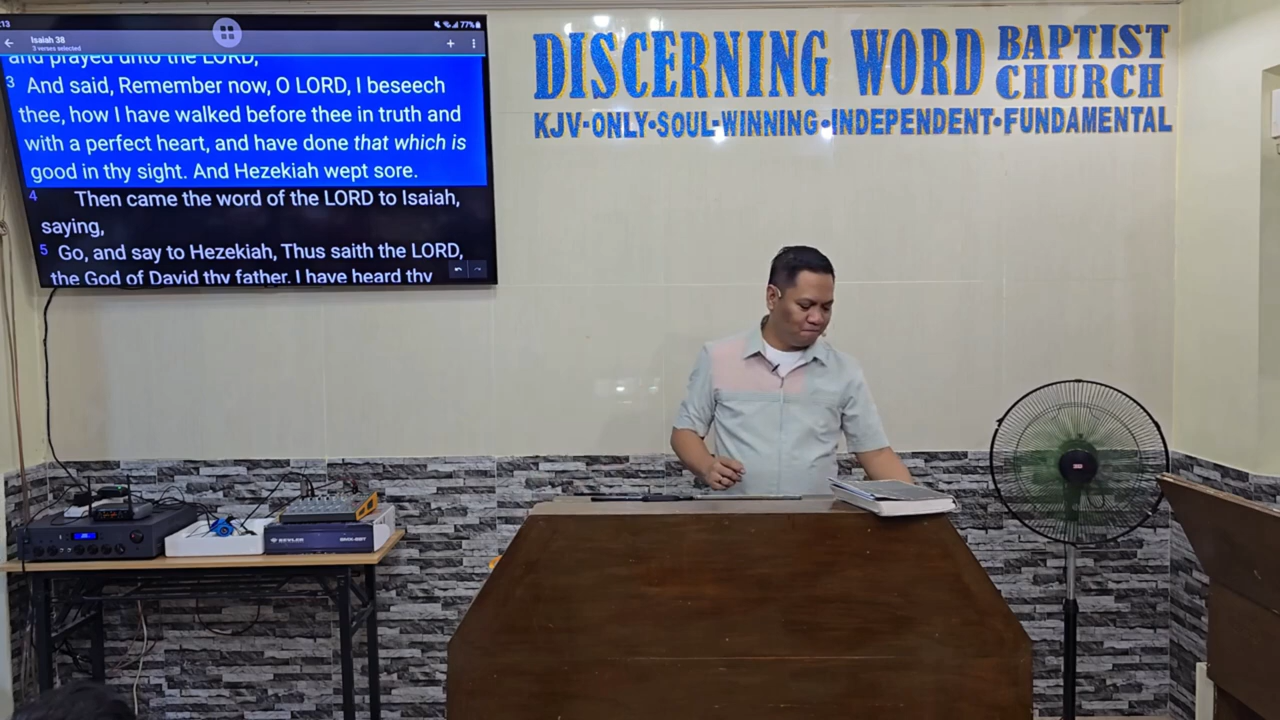 :13
77%
Isaiah 38
3 verses selected
and prayed unto the LORD,
3 And said, Remember now, O LORD, I beseech
thee, how I have walked before thee in truth and
with a perfect heart, and have done that which is
good in thy sight. And Hezekiah wept sore.
4 Then came the word of the LORD to Isaiah,
saying,
5 Go, and say to Hezekiah, Thus saith the LORD,
the God of David thy father, I have heard thy
DISCERNING WORD BAPTIST
CHURCH
KJV-ONLY•SOUL-WINNING•INDEPENDENT•FUNDAMENTAL
KEVLER